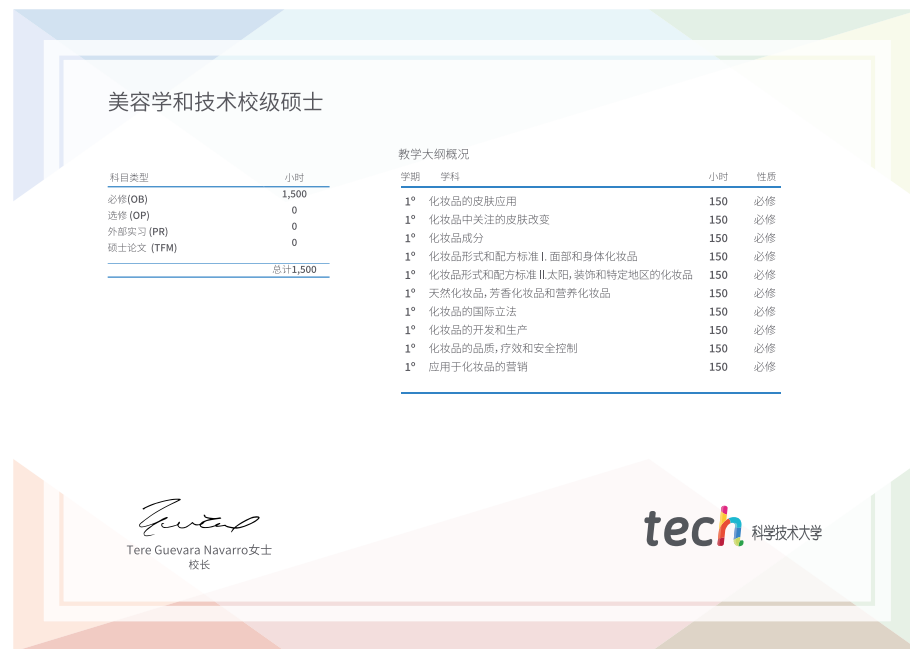 美容学和技术校级硕士
科目类型 小时
必修(OB) 1,500
选修 (OP) 0
外部实习 (PR) 0
硕士论文 (TFM) 0
总计1,500
教学大纲概况
学期 学科 小时 性质
1º 化妆品的皮肤应用 150 必修
1º 化妆品中关注的皮肤改变 150 必修
1º 化妆品成分 150 必修
1º 化妆品形式和配方标准 I. 面部和身体化妆品 150 必修
1º 化妆品形式和配方标准 II.太阳, 装饰和特定地区的化妆品 150 必修
1º 天然化妆品, 芳香化妆品和营养化妆品 150 必修
1º 化妆品的国际立法 150 必修
1º 化妆品的开发和生产 150 必修
1º 化妆品的品质, 疗效和安全控制 150 必修
1º 应用于化妆品的营销 150 必修
Tere Guevara Navarro女士
校长
tech 科学技术大学